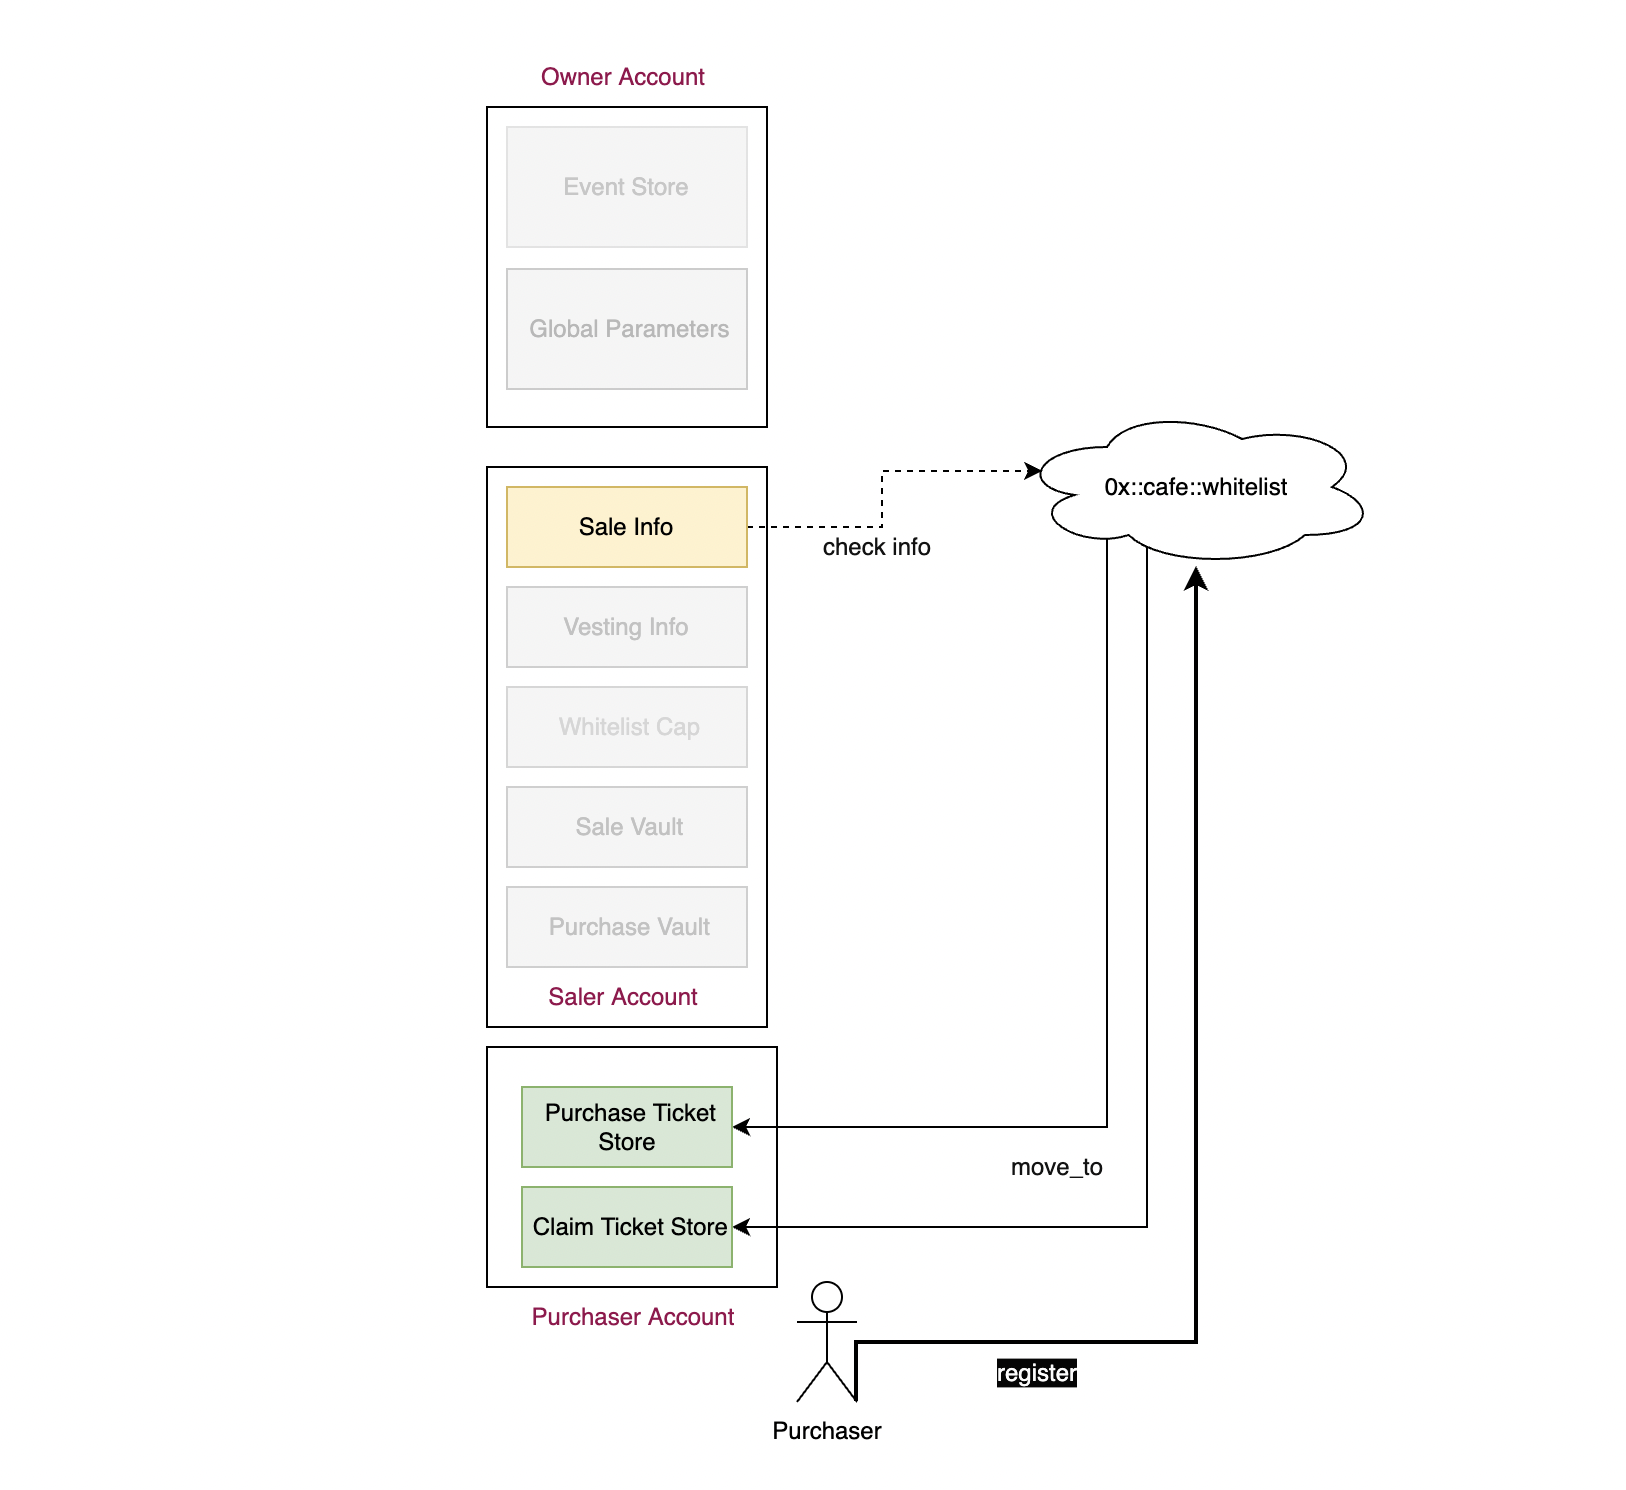 Owner Account
Event Store
Global Parameters
0x::cafe::whitelist
Sale Info
check info
Vesting Info
Whitelist Cap
Sale Vault
Purchase Vault
Saler Account
Purchase Ticket
Store
move_to
Claim Ticket Store
Purchaser Account
register
Purchaser